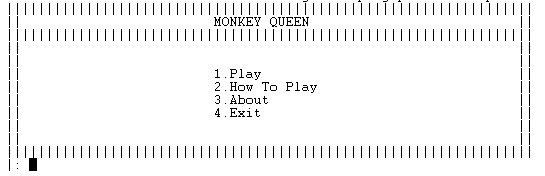 MONKEY QUEEN
1.Play
2.How To Play
3.About
4.Exit
: